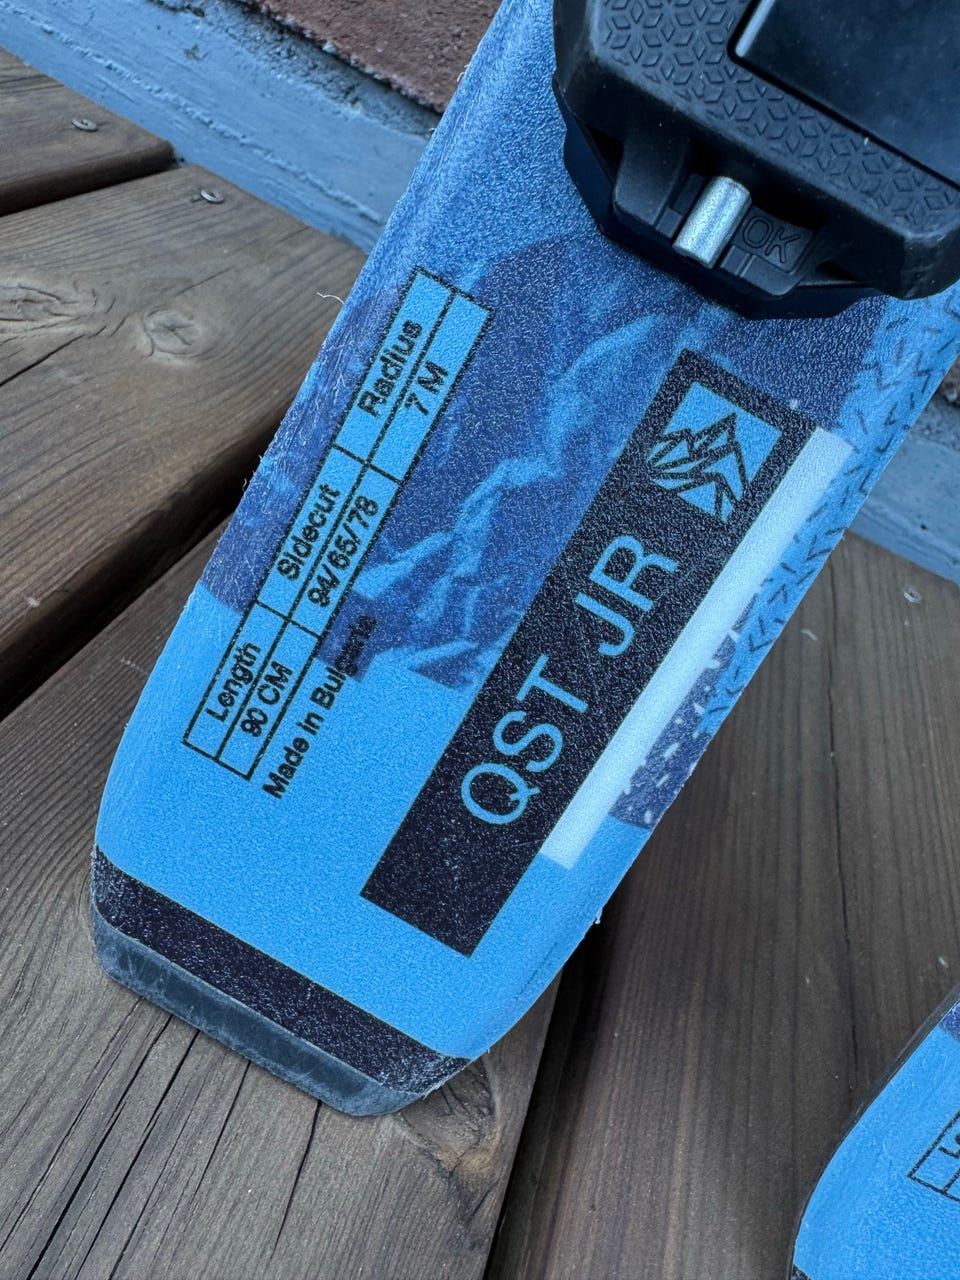 OK
Length Sidecut Radius
90 CM 94/65/78 7 M
Made in Bulgaria
QST JR